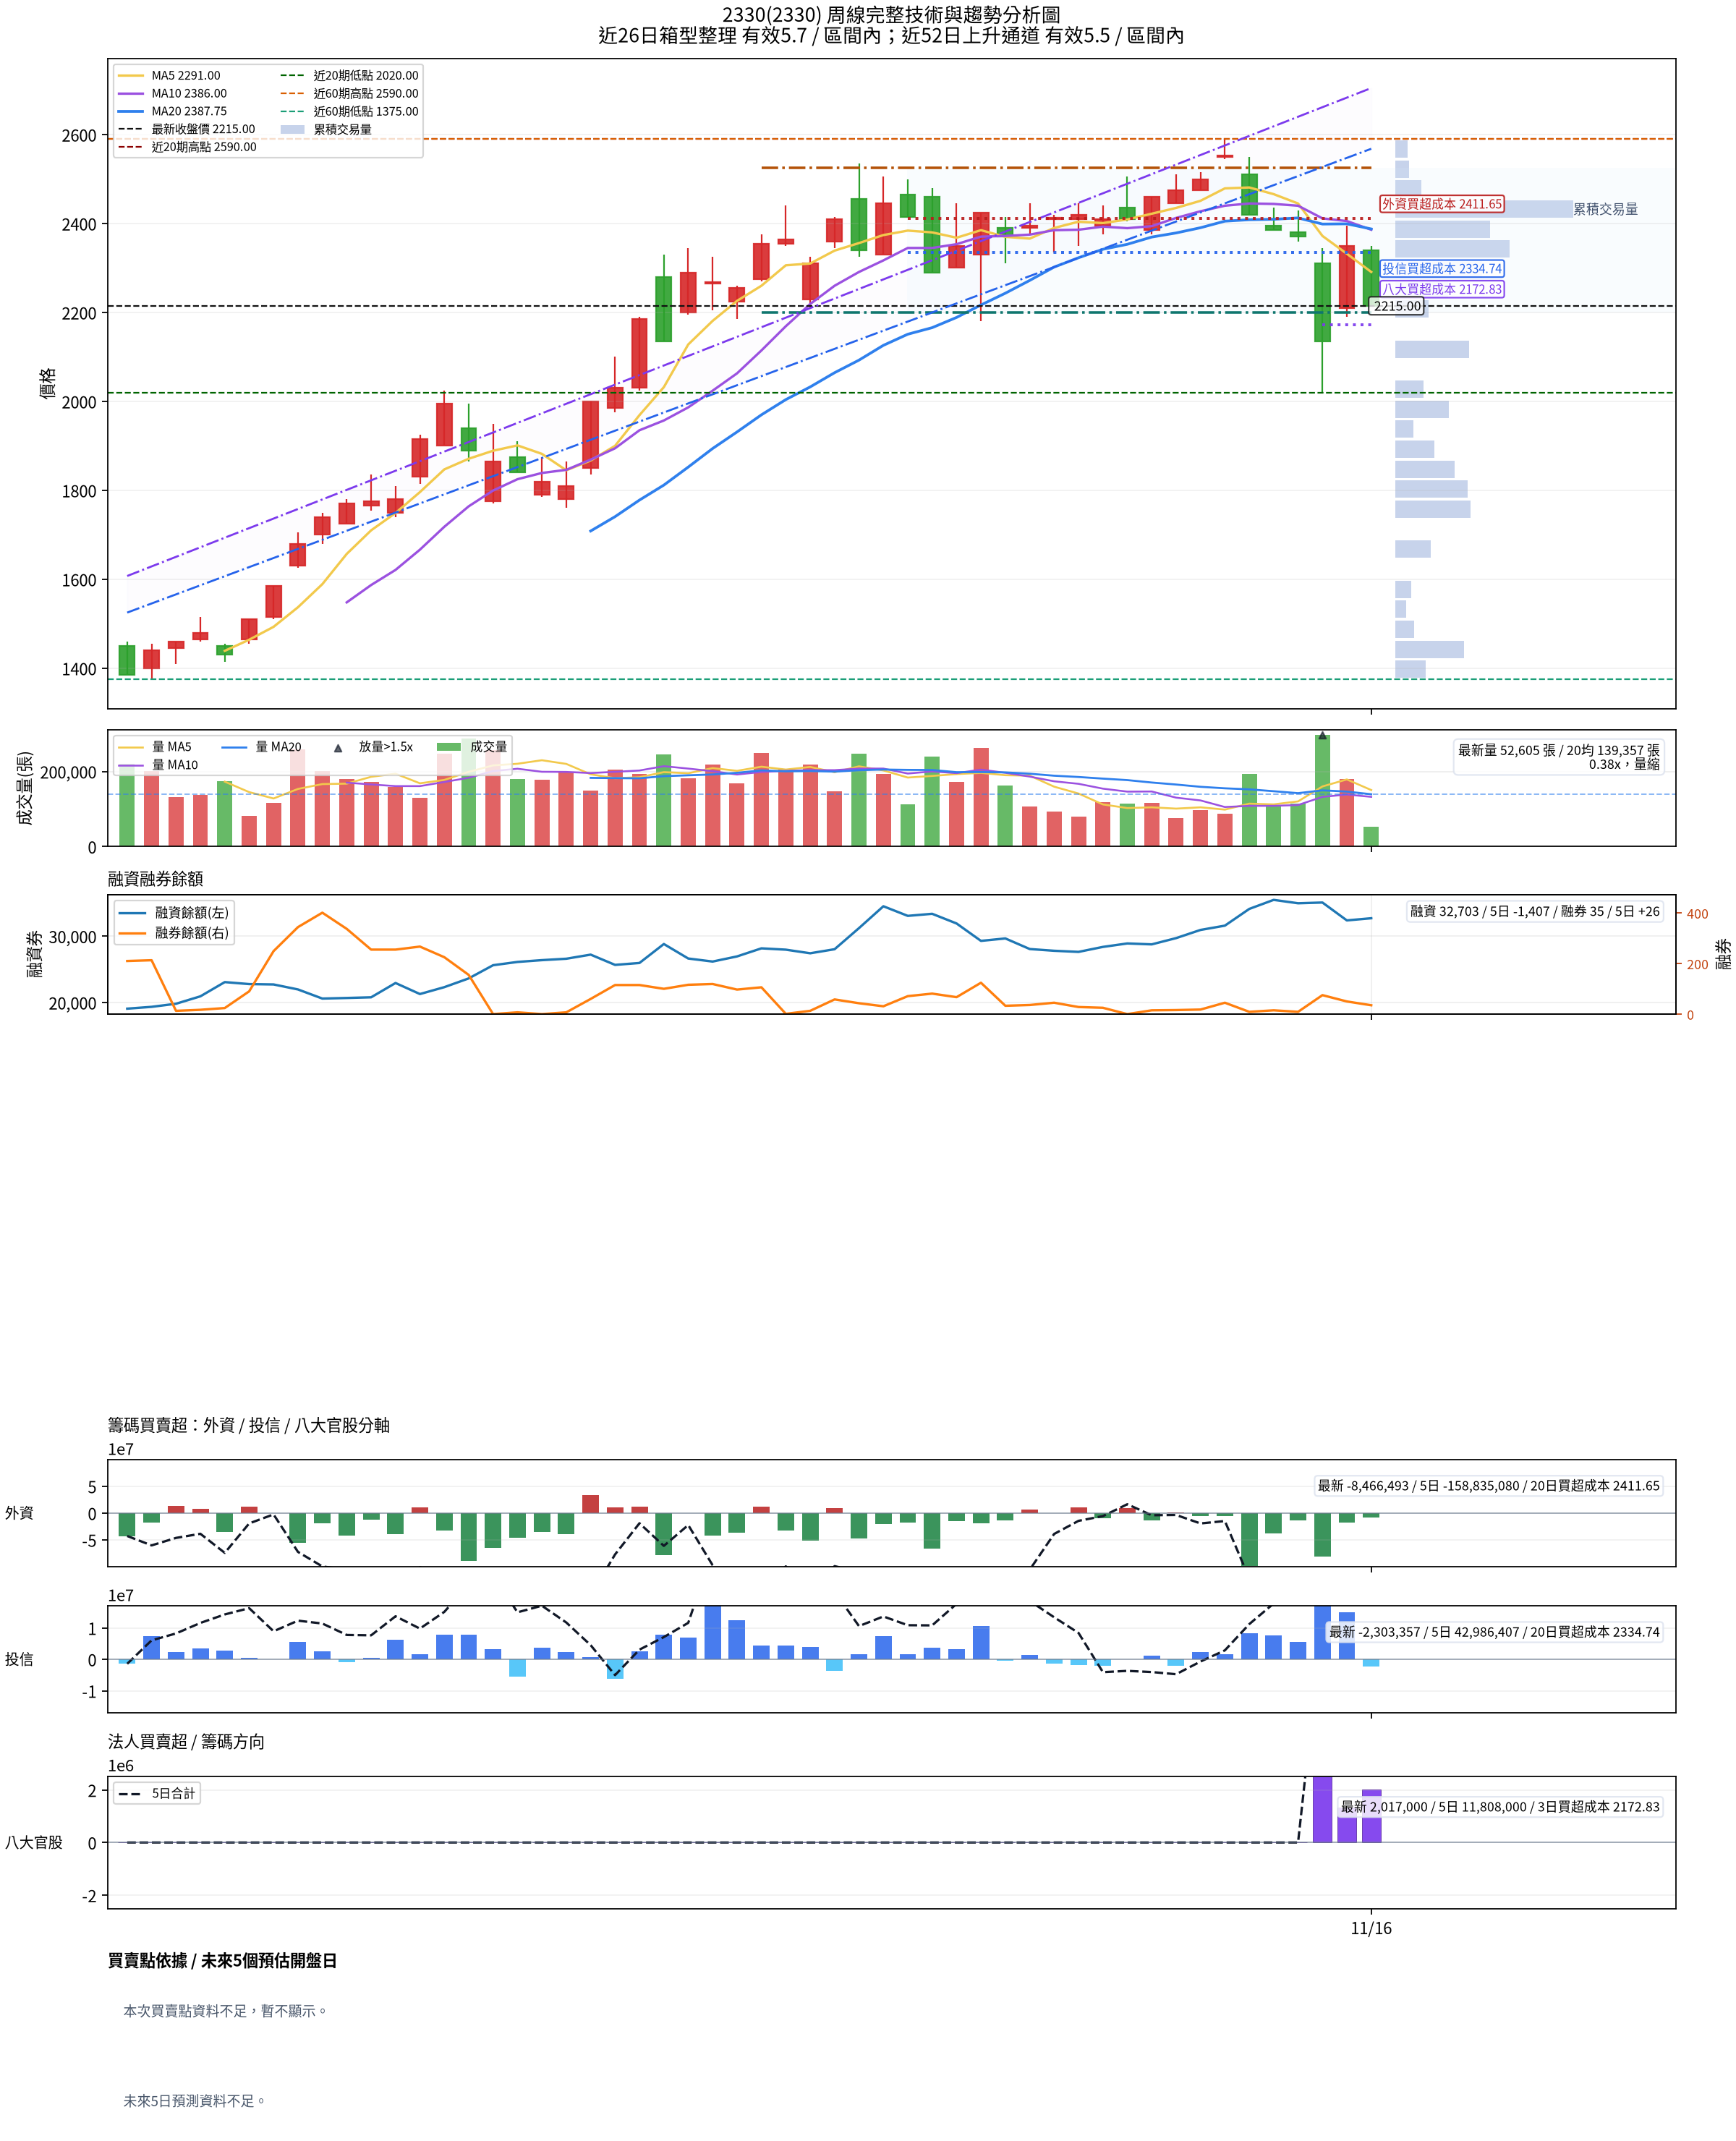 2330(2330) 周線完整技術與趨勢分析圖
近26日箱型整理 有效5.7 / 區間內；近52日上升通道 有效5.5 / 區間內
MA5 2291.00
MA10 2386.00
MA20 2387.75
最新收盤價 2215.00
近20期高點 2590.00
近20期低點 2020.00
近60期高點 2590.00
近60期低點 1375.00
累積交易量
價格
2600
2400
2200
2000
1800
1600
1400
外資買超成本 2411.65
累積交易量
投信買超成本 2334.74
八大買超成本 2172.83
2215.00
成交量(張)
200,000
0
量 MA5
量 MA10
量 MA20
放量>1.5x
成交量
最新量 52,605 張 / 20均 139,357 張
0.38x，量縮
融資融券餘額
融資券
30,000
20,000
融資餘額(左)
融券餘額(右)
融資 32,703 / 5日 -1,407 / 融券 35 / 5日 +26
400
200
0
融券
籌碼買賣超：外資 / 投信 / 八大官股分軸
1e7
外資
5
0
-5
最新 -8,466,493 / 5日 -158,835,080 / 20日買超成本 2411.65
1e7
投信
1
0
-1
最新 -2,303,357 / 5日 42,986,407 / 20日買超成本 2334.74
法人買賣超 / 籌碼方向
1e6
八大官股
2
0
-2
5日合計
最新 2,017,000 / 5日 11,808,000 / 3日買超成本 2172.83
11/16
買賣點依據 / 未來5個預估開盤日
本次買賣點資料不足，暫不顯示。
未來5日預測資料不足。